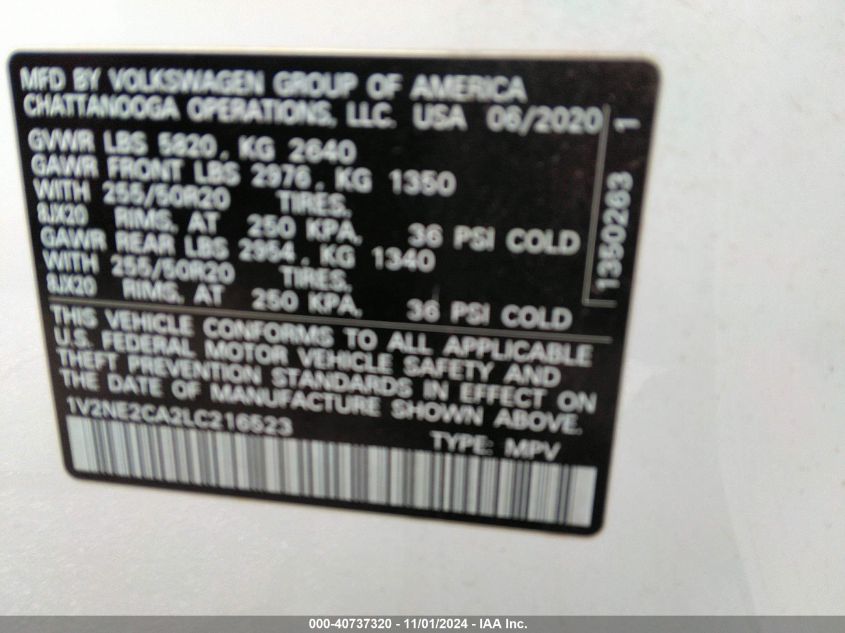 MFD BY VOLKSWAGEN GROUP OF AMERICA
CHATTANOOGA OPERATIONS, LLC. USA 06/2020
GVWR LBS 5820, KG 2640
GAWR FRONT LBS 2976, KG 1350
WITH 255/50R20 TIRES,
8JX20 RIMS, AT 250 KPA, 36 PSI COLD
GAWR REAR LBS 2954, KG 1340
WITH 255/50R20 TIRES,
8JX20 RIMS, AT 250 KPA, 36 PSI COLD
1350263 1
THIS VEHICLE CONFORMS TO ALL APPLICABLE
U.S. FEDERAL MOTOR VEHICLE SAFETY AND
THEFT PREVENTION STANDARDS IN EFFECT ON
THE DATE OF MANUFACTURE SHOWN ABOVE.
1V2NE2CA2LC216523 TYPE: MPV
000-40737320 - 11/01/2024 - IAA Inc.